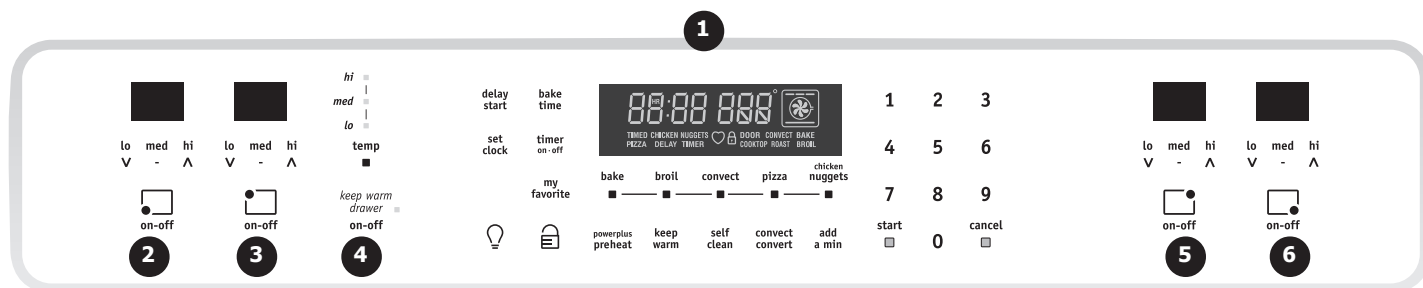 1
hi
med
lo
temp
keep warm
drawer
on-off
4
lo med hi
v - ʌ
on-off
2
lo med hi
v - ʌ
on-off
3
delay
start
bake
time
set
clock
timer
on-off
my
favorite
88:88 888°
HR
F
TIMED CHICKEN NUGGETS DOOR CONVECT BAKE
PIZZA DELAY TIMER COOKTOP ROAST BROIL
bake broil convect pizza chicken
nuggets
powerplus
preheat
keep
warm
self
clean
convect
convert
add
a min
1 2 3
4 5 6
7 8 9
start 0 cancel
lo med hi
v - ʌ
on-off
5
lo med hi
v - ʌ
on-off
6